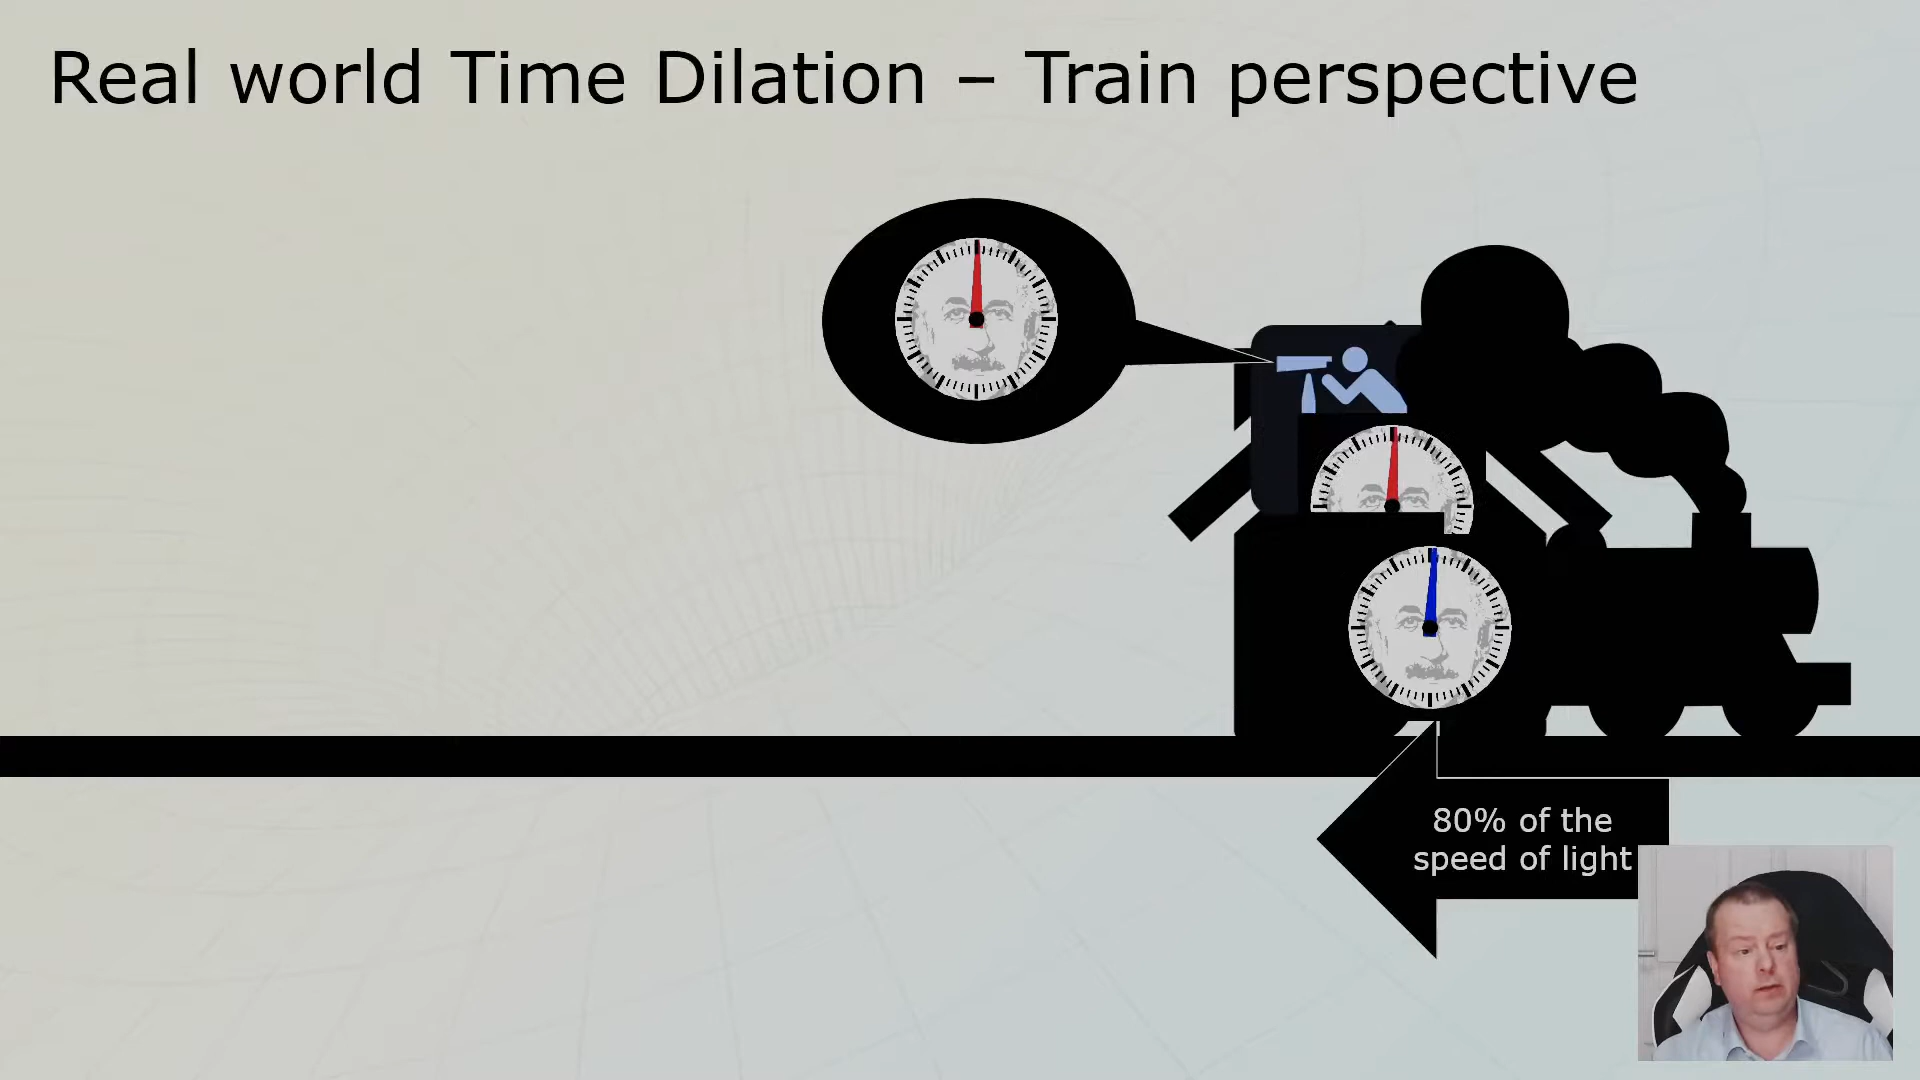 Real world Time Dilation – Train perspective
80% of the
speed of light